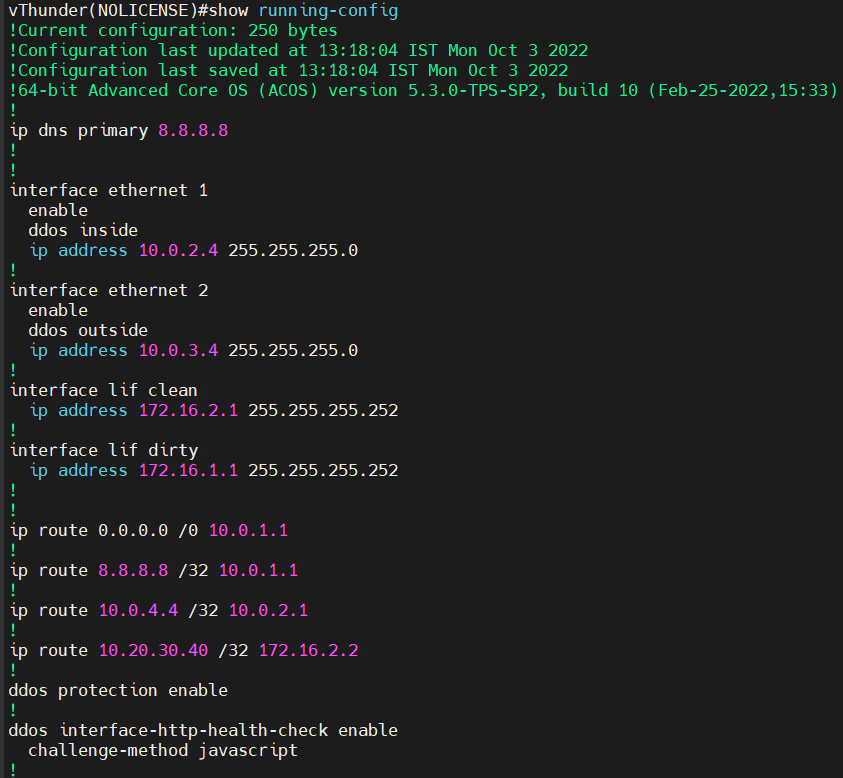 vThunder(NOLICENSE)#show running-config
!Current configuration: 250 bytes
!Configuration last updated at 13:18:04 IST Mon Oct 3 2022
!Configuration last saved at 13:18:04 IST Mon Oct 3 2022
!64-bit Advanced Core OS (ACOS) version 5.3.0-TPS-SP2, build 10 (Feb-25-2022,15:33)
!
ip dns primary 8.8.8.8
!
!
interface ethernet 1
  enable
  ddos inside
  ip address 10.0.2.4 255.255.255.0
!
interface ethernet 2
  enable
  ddos outside
  ip address 10.0.3.4 255.255.255.0
!
interface lif clean
  ip address 172.16.2.1 255.255.255.252
!
interface lif dirty
  ip address 172.16.1.1 255.255.255.252
!
!
ip route 0.0.0.0 /0 10.0.1.1
!
ip route 8.8.8.8 /32 10.0.1.1
!
ip route 10.0.4.4 /32 10.0.2.1
!
ip route 10.20.30.40 /32 172.16.2.2
!
ddos protection enable
!
ddos interface-http-health-check enable
  challenge-method javascript
!